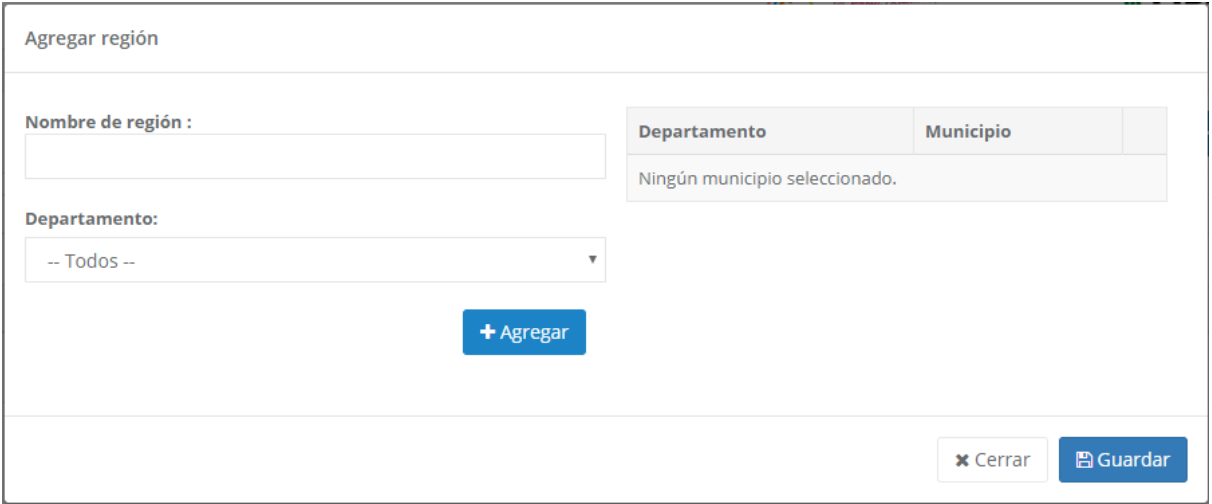 Agregar región
Nombre de región :
Departamento:
-- Todos --
Agregar
Departamento Municipio
Ningún municipio seleccionado.
Cerrar Guardar